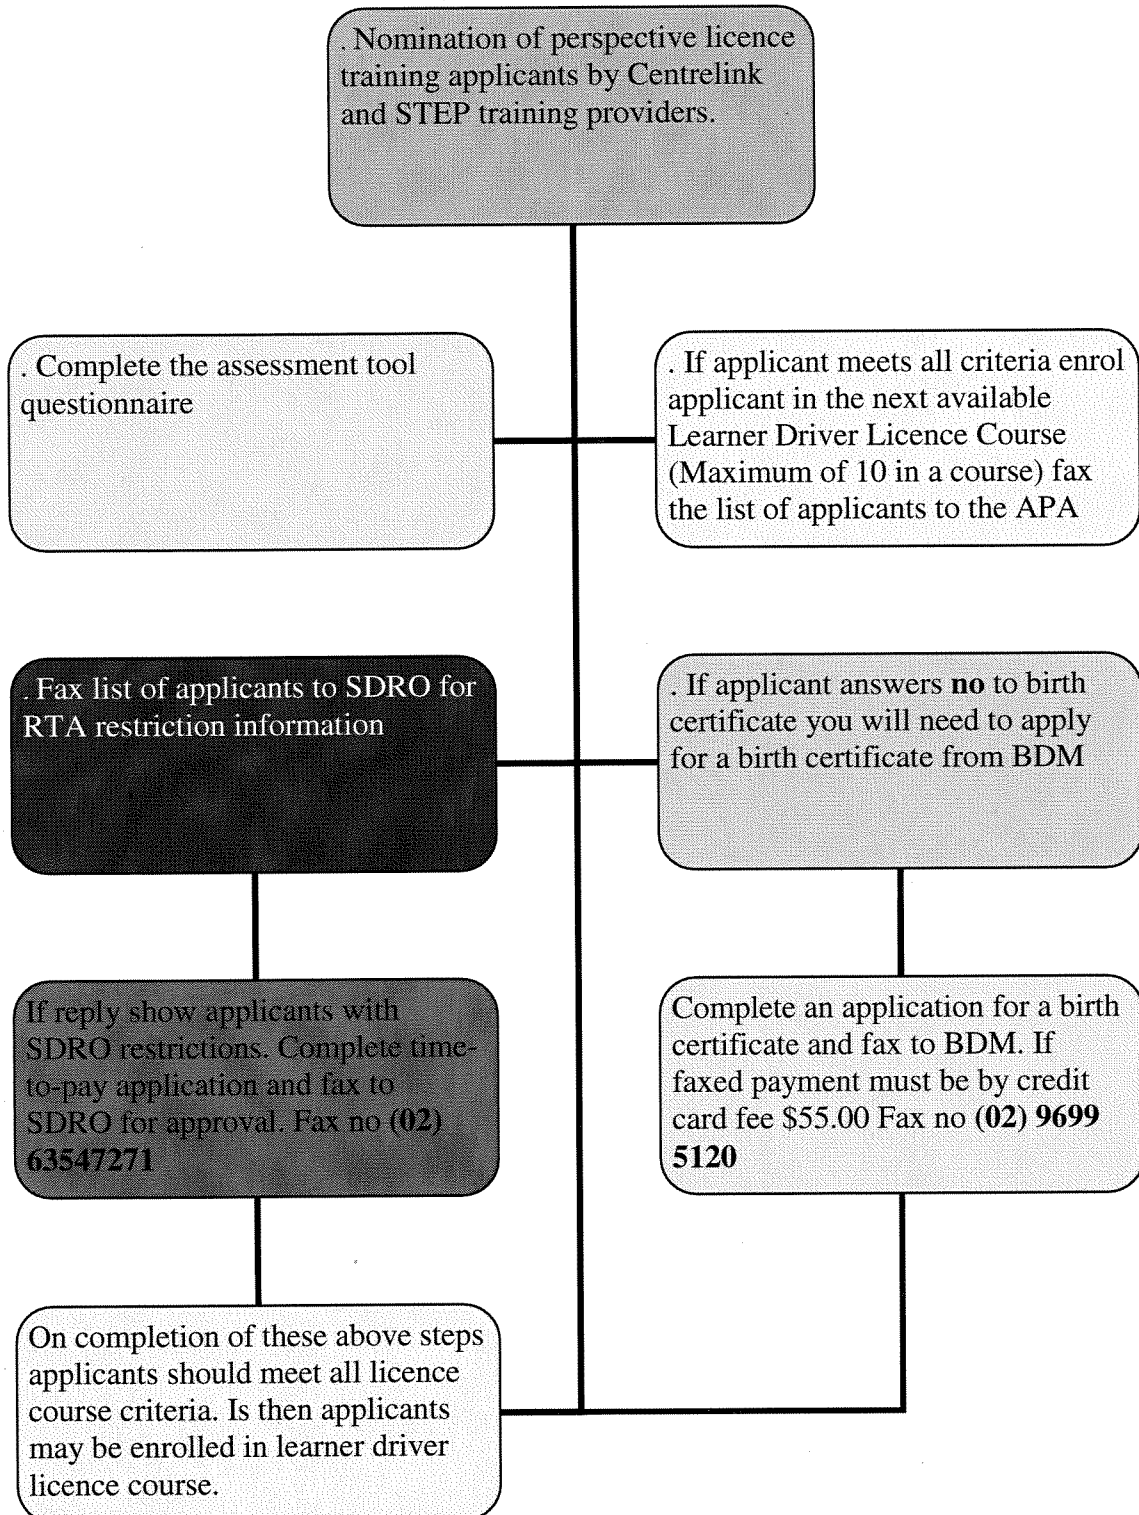 . Nomination of perspective licence
training applicants by Centrelink
and STEP training providers.
. Complete the assessment tool
questionnaire
. If applicant meets all criteria enrol
applicant in the next available
Learner Driver Licence Course
(Maximum of 10 in a course) fax
the list of applicants to the APA
. Fax list of applicants to SDRO for
RTA restriction information
. If applicant answers no to birth
certificate you will need to apply
for a birth certificate from BDM
If reply show applicants with
SDRO restrictions. Complete time-
to-pay application and fax to
SDRO for approval. Fax no (02)
63547271
Complete an application for a birth
certificate and fax to BDM. If
faxed payment must be by credit
card fee $55.00 Fax no (02) 9699
5120
On completion of these above steps
applicants should meet all licence
course criteria. Is then applicants
may be enrolled in learner driver
licence course.